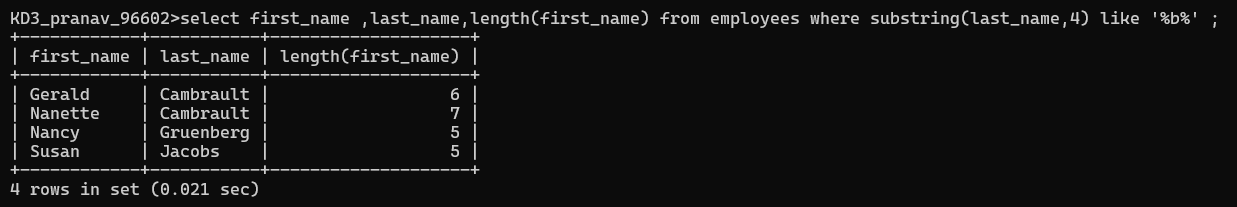 KD3_pranav_96602>select first_name ,last_name,length(first_name) from employees where substring(last_name,4) like '%b%' ;
+------------+-----------+--------------------+
| first_name | last_name | length(first_name) |
+------------+-----------+--------------------+
| Gerald     | Cambrault |                  6 |
| Nanette    | Cambrault |                  7 |
| Nancy      | Gruenberg |                  5 |
| Susan      | Jacobs    |                  5 |
+------------+-----------+--------------------+
4 rows in set (0.021 sec)